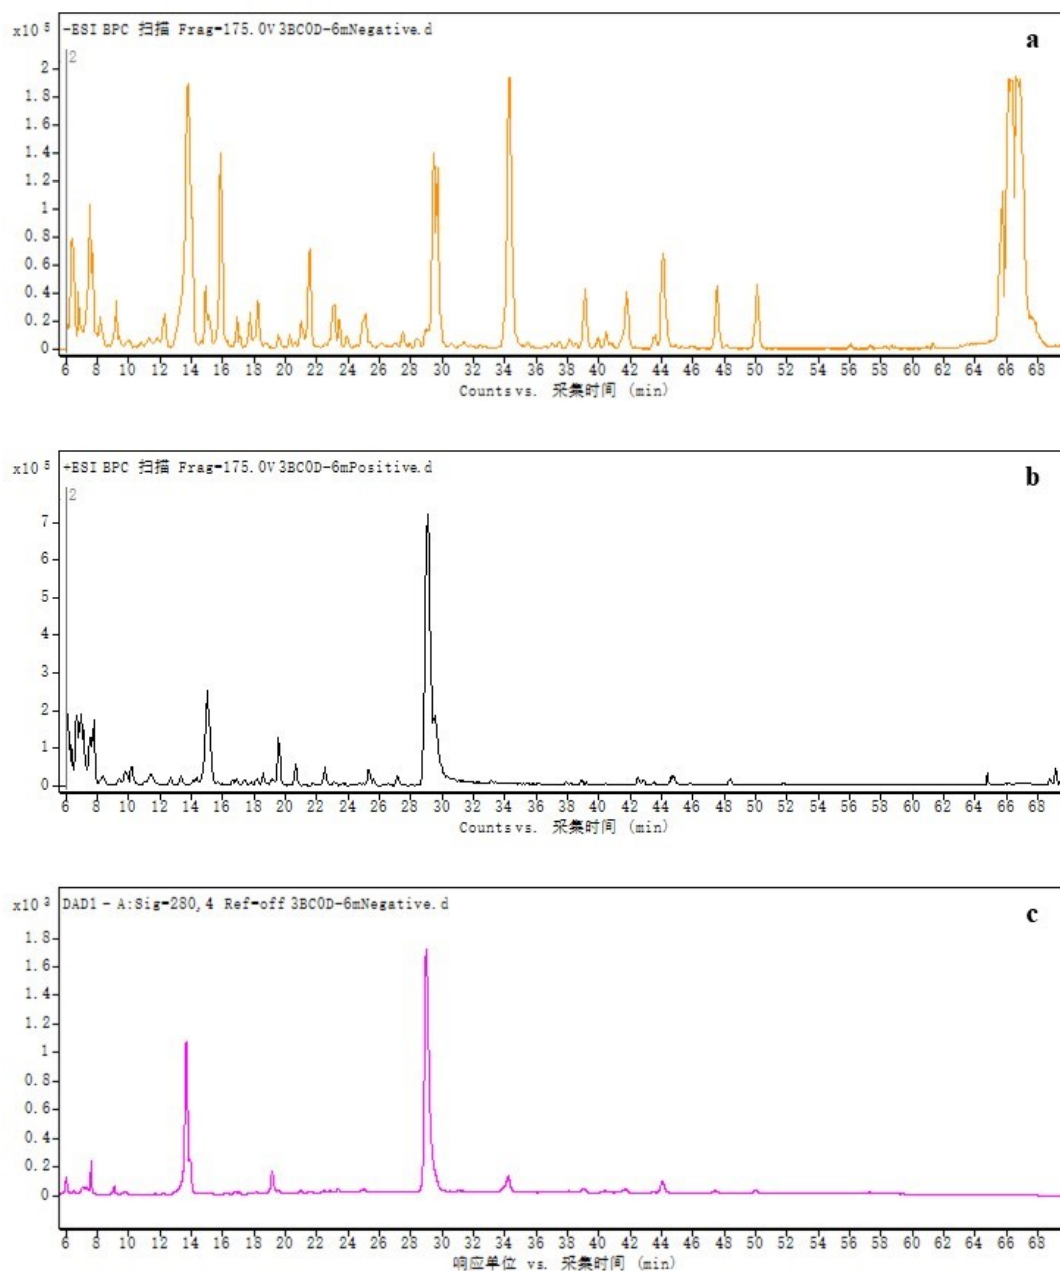 x10 5 -ESI BPC 扫描 Frag=175.0V 3BC0D-6mNegative.d
a
2
2
1.8
1.6
1.4
1.2
1
0.8
0.6
0.4
0.2
0
6 8 10 12 14 16 18 20 22 24 26 28 30 32 34 36 38 40 42 44 46 48 50 52 54 56 58 60 62 64 66 68
Counts vs. 采集时间 (min)
x10 5 +ESI BPC 扫描 Frag=175.0V 3BC0D-6mPositive.d
b
2
7
6
5
4
3
2
1
0
6 8 10 12 14 16 18 20 22 24 26 28 30 32 34 36 38 40 42 44 46 48 50 52 54 56 58 60 62 64 66 68
Counts vs. 采集时间 (min)
x10 3 DAD1 - A:Sig=280,4 Ref=off 3BC0D-6mNegative.d
c
1.8
1.6
1.4
1.2
1
0.8
0.6
0.4
0.2
0
6 8 10 12 14 16 18 20 22 24 26 28 30 32 34 36 38 40 42 44 46 48 50 52 54 56 58 60 62 64 66 68
响应单位 vs. 采集时间 (min)